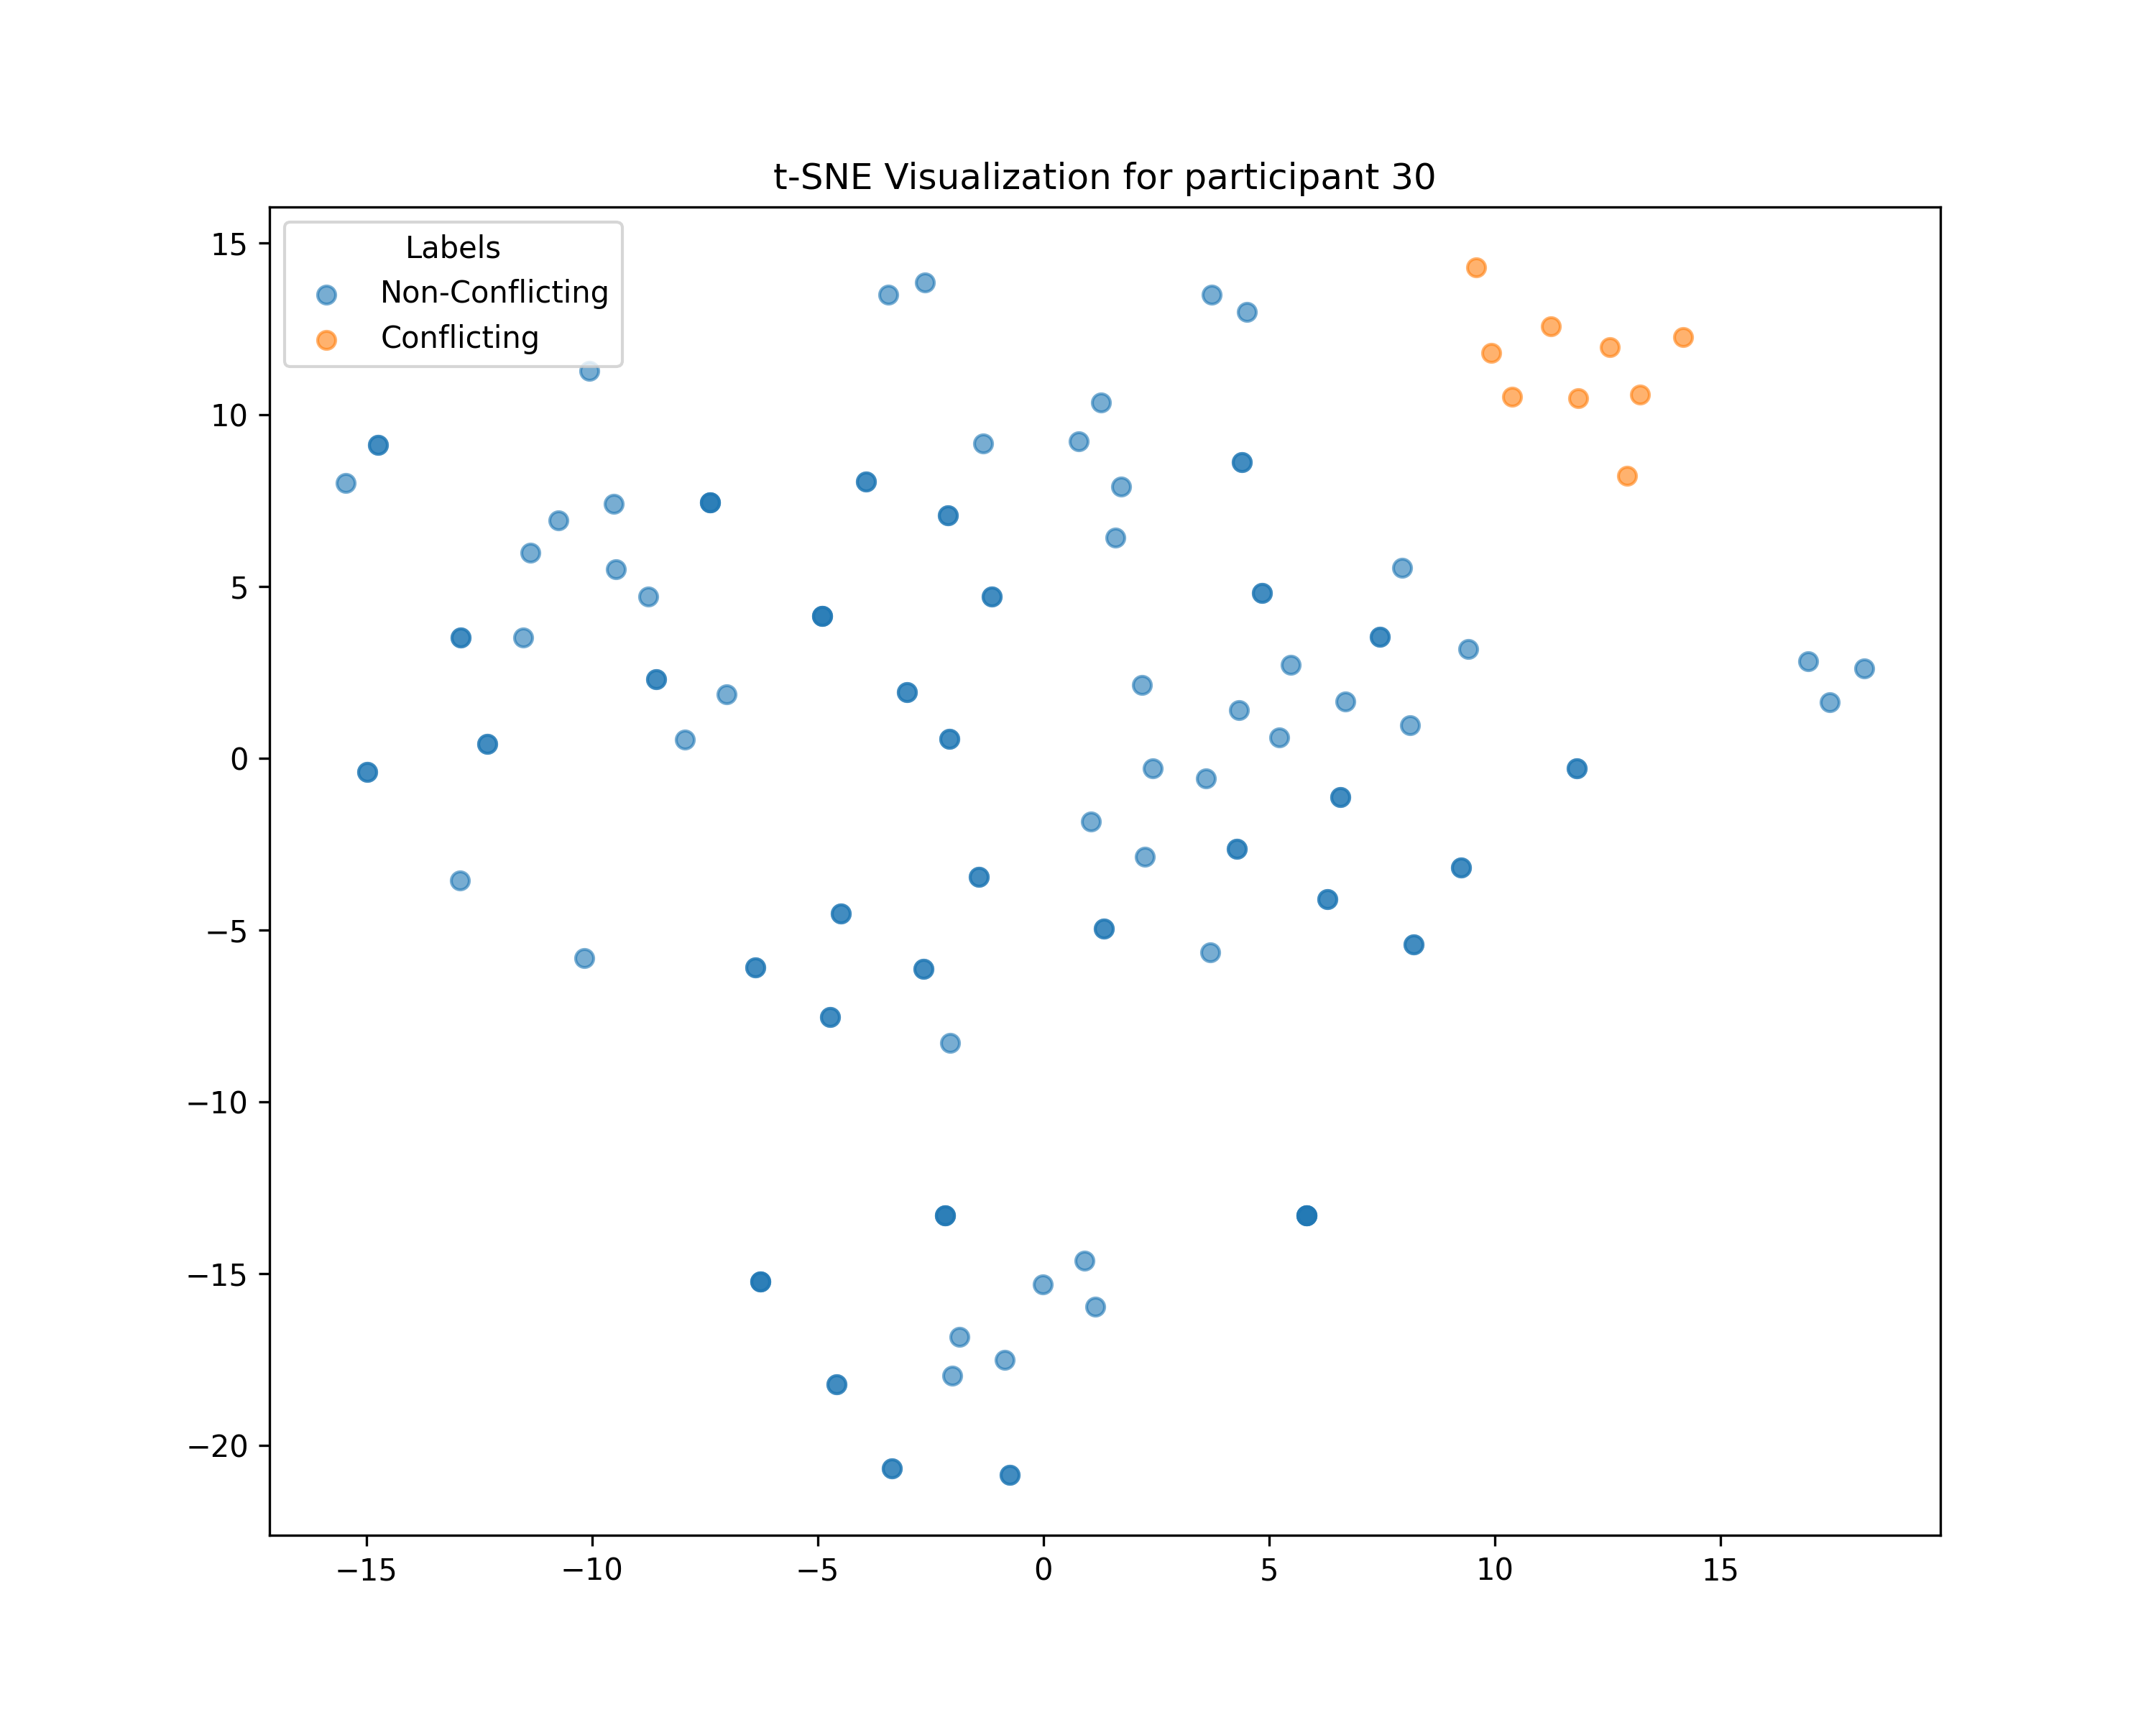 t-SNE Visualization for participant 30
Labels
Non-Conflicting
Conflicting
15
10
5
0
−5
−10
−15
−20
−15 −10 −5 0 5 10 15